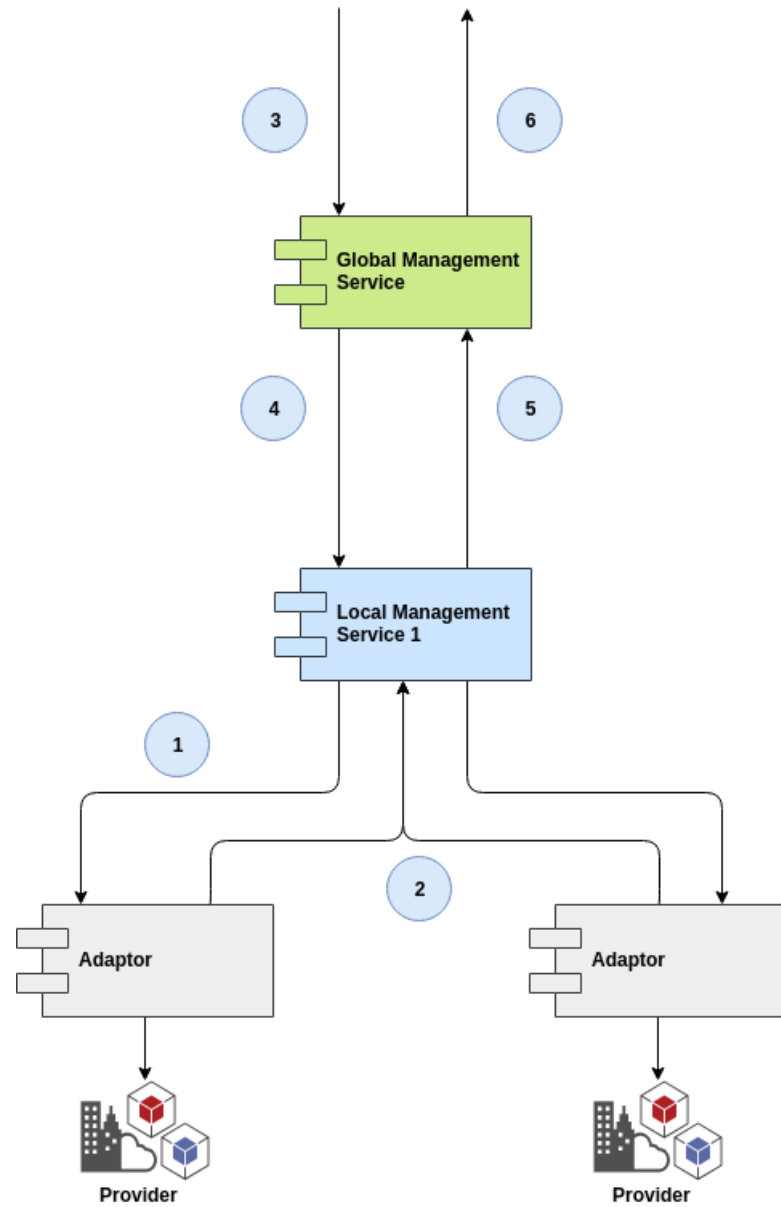 3
6
Global Management
Service
4
5
Local Management
Service 1
1
2
Adaptor
Adaptor
Provider
Provider